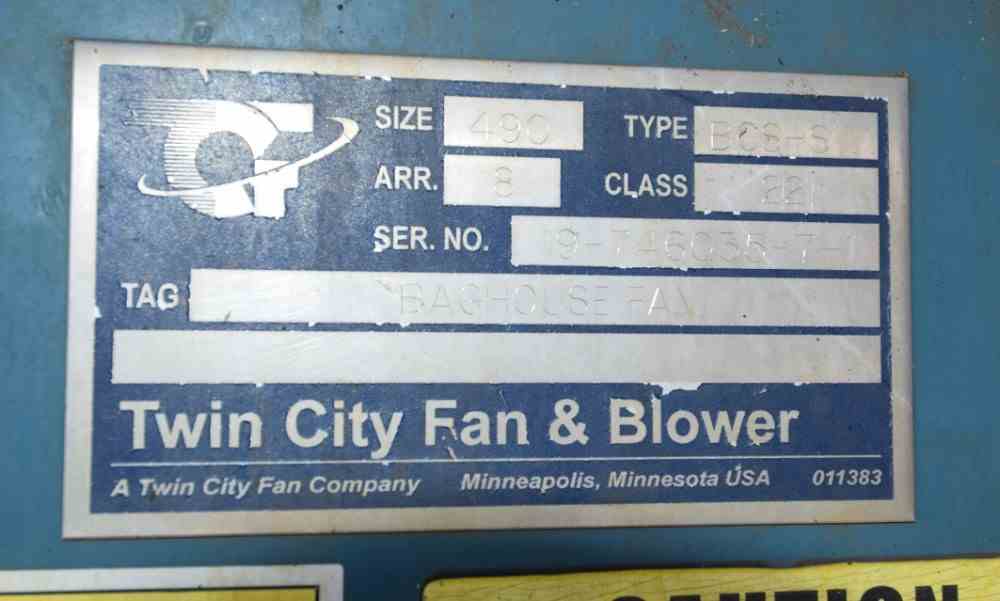 SIZE 490 TYPE BCS-S
ARR. 8 CLASS 22
SER. NO.
TAG BAGHOUSE FAN
Twin City Fan & Blower
A Twin City Fan Company Minneapolis, Minnesota USA 011383
CAUTION